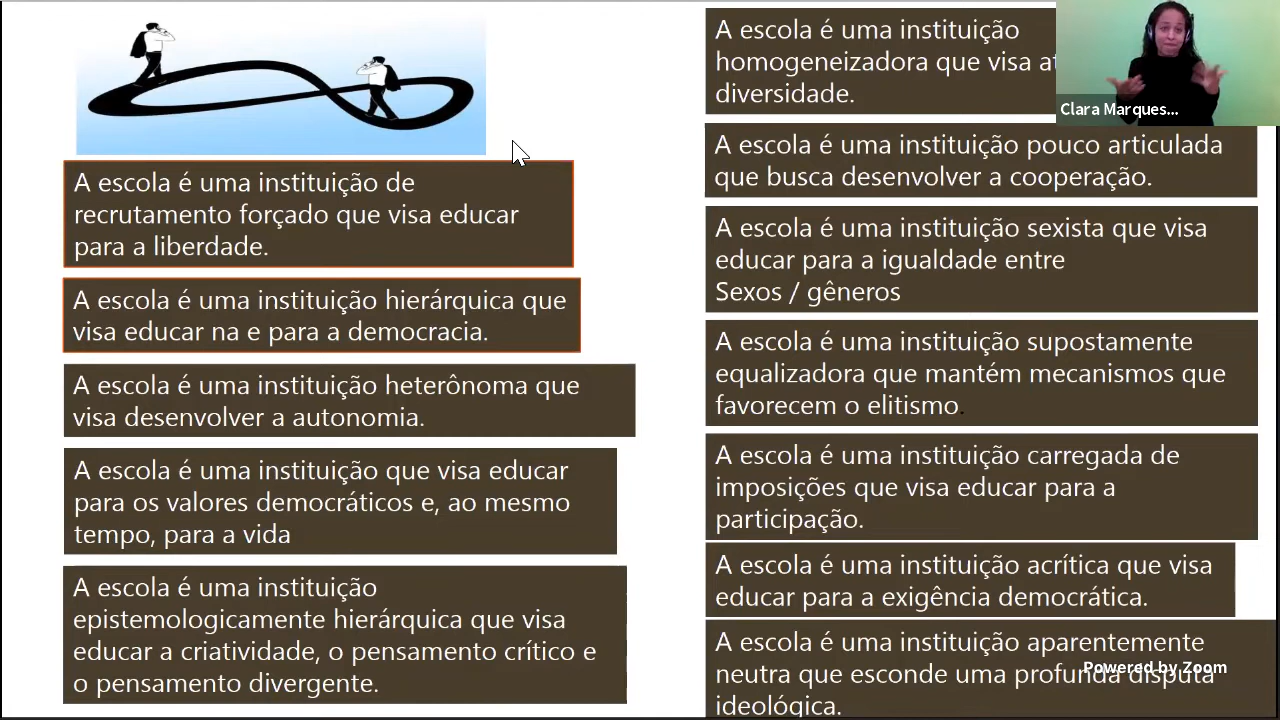 A escola é uma instituição de
recrutamento forçado que visa educar
para a liberdade.
A escola é uma instituição hierárquica que
visa educar na e para a democracia.
A escola é uma instituição heterônoma que
visa desenvolver a autonomia.
A escola é uma instituição que visa educar
para os valores democráticos e, ao mesmo
tempo, para a vida
A escola é uma instituição
epistemologicamente hierárquica que visa
educar a criatividade, o pensamento crítico e
o pensamento divergente.
A escola é uma instituição
homogeneizadora que visa
diversidade.
A escola é uma instituição pouco articulada
que busca desenvolver a cooperação.
A escola é uma instituição sexista que visa
educar para a igualdade entre
Sexos / gêneros
A escola é uma instituição supostamente
equalizadora que mantém mecanismos que
favorecem o elitismo.
A escola é uma instituição carregada de
imposições que visa educar para a
participação.
A escola é uma instituição acrítica que visa
educar para a exigência democrática.
A escola é uma instituição aparentemente
neutra que esconde uma profunda disputa
ideológica.
Clara Marques...
Powered by Zoom